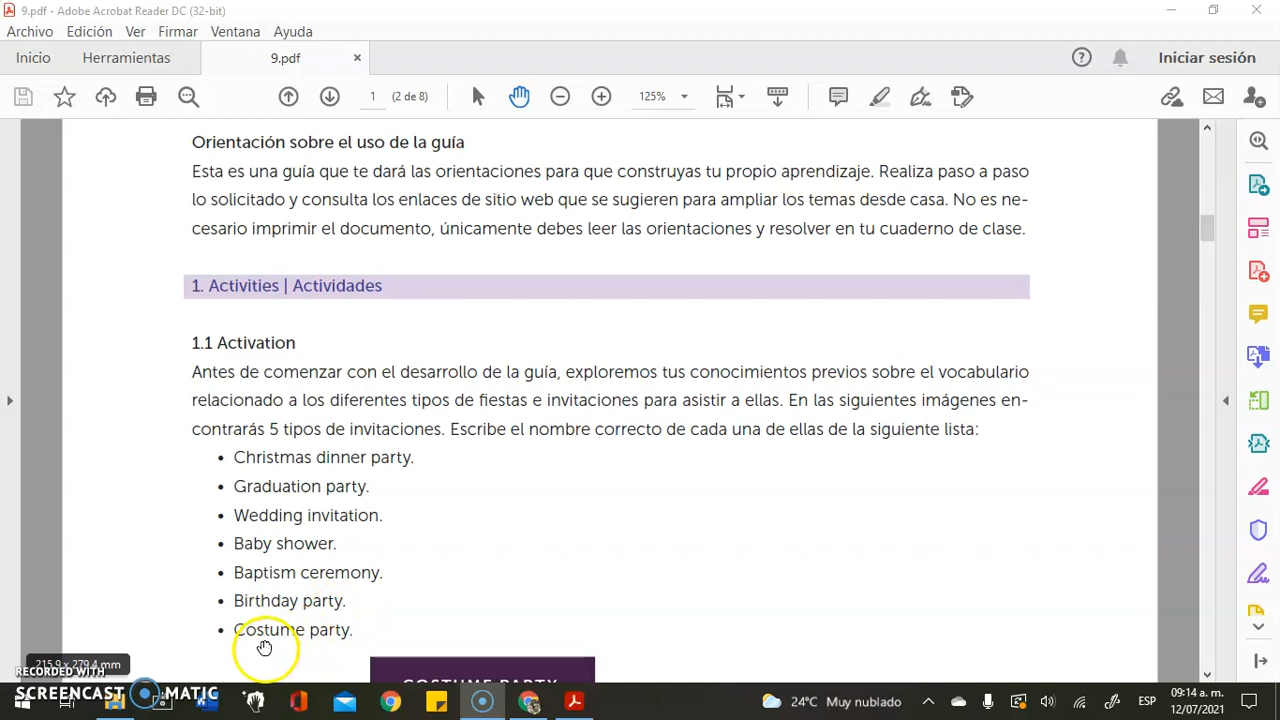 9.pdf - Adobe Acrobat Reader DC (32-bit)
Archivo Edición Ver Firmar Ventana Ayuda
Inicio Herramientas 9.pdf Iniciar sesión
1 (2 de 8) 125%
Orientación sobre el uso de la guía
Esta es una guía que te dará las orientaciones para que construyas tu propio aprendizaje. Realiza paso a paso
lo solicitado y consulta los enlaces de sitio web que se sugieren para ampliar los temas desde casa. No es ne-
cesario imprimir el documento, únicamente debes leer las orientaciones y resolver en tu cuaderno de clase.
1. Activities | Actividades
1.1 Activation
Antes de comenzar con el desarrollo de la guía, exploremos tus conocimientos previos sobre el vocabulario
relacionado a los diferentes tipos de fiestas e invitaciones para asistir a ellas. En las siguientes imágenes en-
contrarás 5 tipos de invitaciones. Escribe el nombre correcto de cada una de ellas de la siguiente lista:
• Christmas dinner party.
• Graduation party.
• Wedding invitation.
• Baby shower.
• Baptism ceremony.
• Birthday party.
• Costume party.
215.9 x 279.4 mm
COSTUME PARTY
RECORDED WITH
SCREENCAST MATIC
24°C Muy nublado ESP 09:14 a. m.
12/07/2021